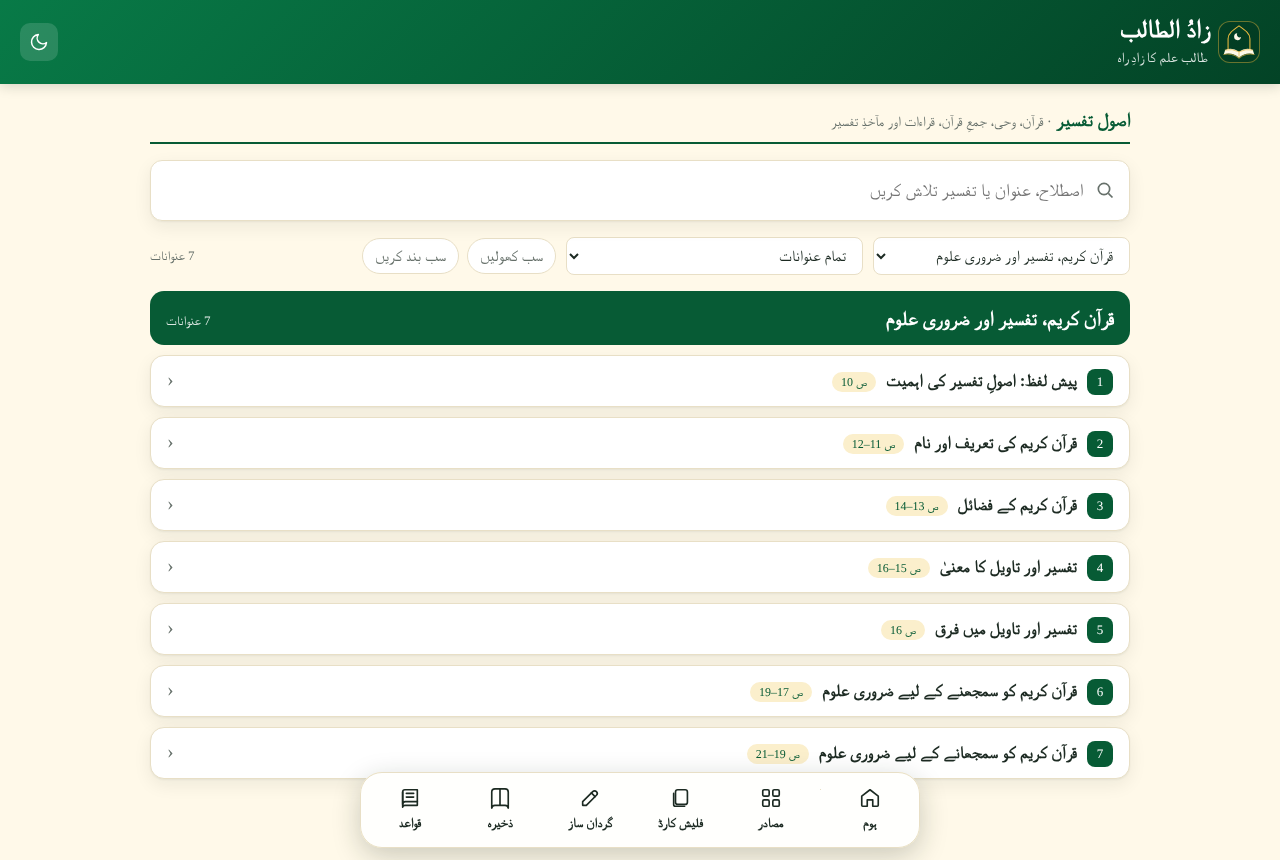 زادُ الطالب
طالب علم کا زادِ راہ
اصول تفسیر · قرآن، وحی، جمعِ قرآن، قراءات اور مآخذِ تفسیر
اصطلاح، عنوان یا تفسیر تلاش کریں
قرآن کریم، تفسیر اور ضروری علوم تمام عنوانات سب کھولیں سب بند کریں 7 عنوانات
قرآن کریم، تفسیر اور ضروری علوم 7 عنوانات
1 پیش لفظ: اصولِ تفسیر کی اہمیت ص 10
2 قرآن کریم کی تعریف اور نام ص 11–12
3 قرآن کریم کے فضائل ص 13–14
4 تفسیر اور تاویل کا معنیٰ ص 15–16
5 تفسیر اور تاویل میں فرق ص 16
6 قرآن کریم کو سمجھنے کے لیے ضروری علوم ص 17–19
7 قرآن کریم کو سمجھانے کے لیے ضروری علوم ص 19–21
ہوم مصادر فلیش کارڈ گردان ساز ذخیرہ قواعد